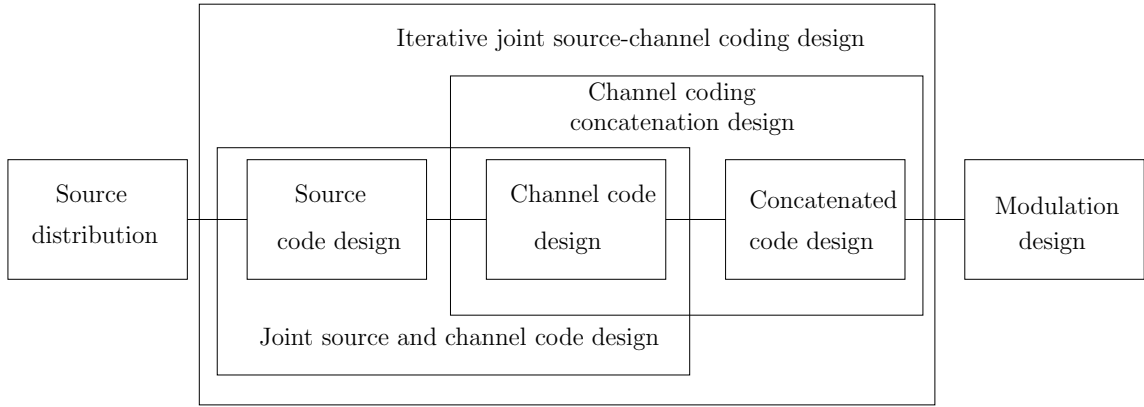 Iterative joint source-channel coding design
Channel coding
concatenation design
Source
distribution
Source
code design
Channel code
design
Concatenated
code design
Modulation
design
Joint source and channel code design